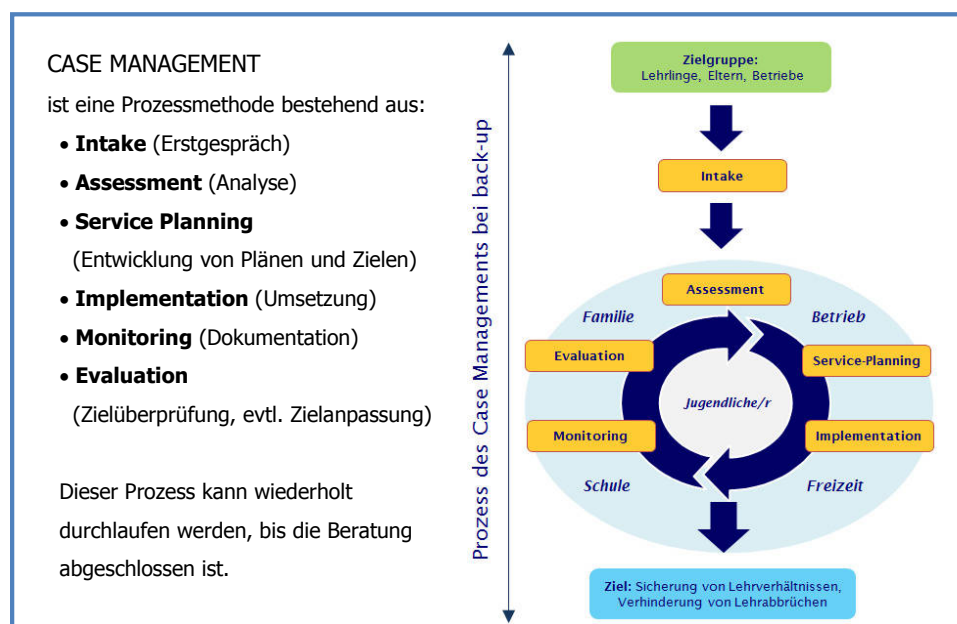 CASE MANAGEMENT
ist eine Prozessmethode bestehend aus:
• Intake (Erstgespräch)
• Assessment (Analyse)
• Service Planning
(Entwicklung von Plänen und Zielen)
• Implementation (Umsetzung)
• Monitoring (Dokumentation)
• Evaluation
(Zielüberprüfung, evtl. Zielanpassung)
Dieser Prozess kann wiederholt
durchlaufen werden, bis die Beratung
abgeschlossen ist.
Prozess des Case Managements bei back-up
Zielgruppe:
Lehrlinge, Eltern, Betriebe
Intake
Assessment
Familie
Betrieb
Evaluation
Service-Planning
Jugendliche/r
Monitoring
Implementation
Schule
Freizeit
Ziel: Sicherung von Lehrverhältnissen,
Verhinderung von Lehrabbrüchen